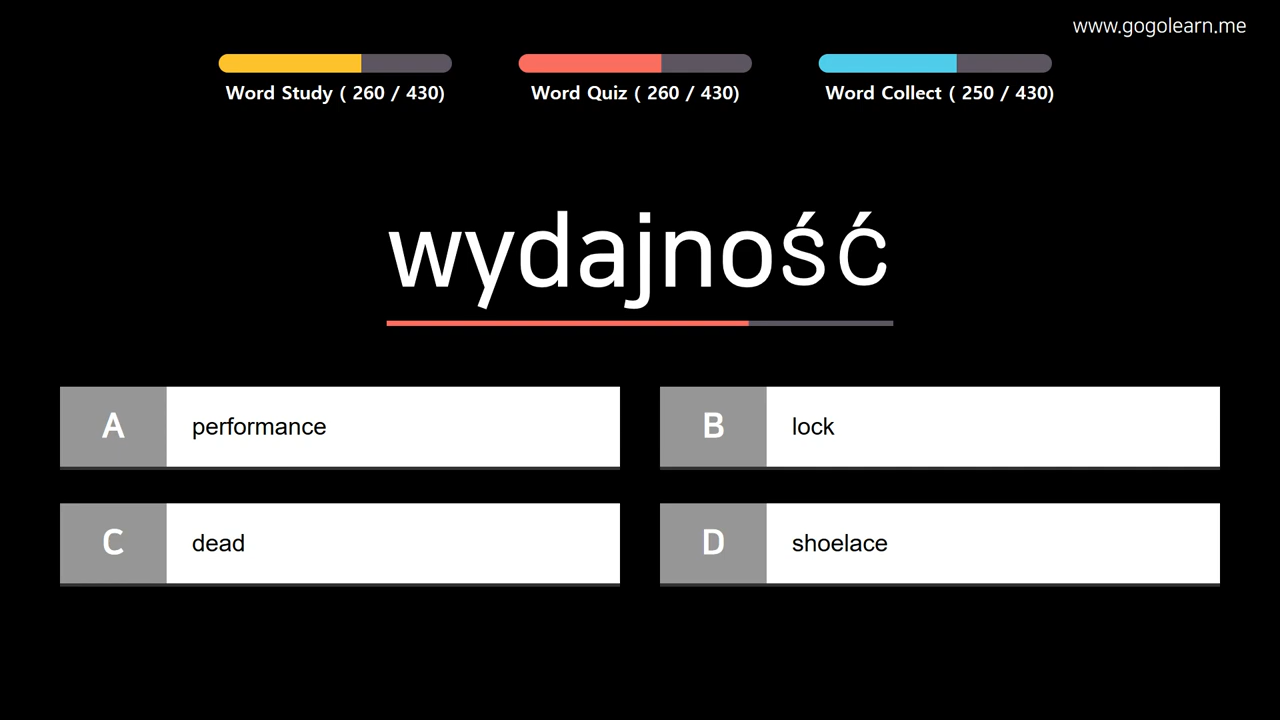 www.gogolearn.me
Word Study ( 260 / 430)
Word Quiz ( 260 / 430)
Word Collect ( 250 / 430)
wydajność
A performance
B lock
C dead
D shoelace